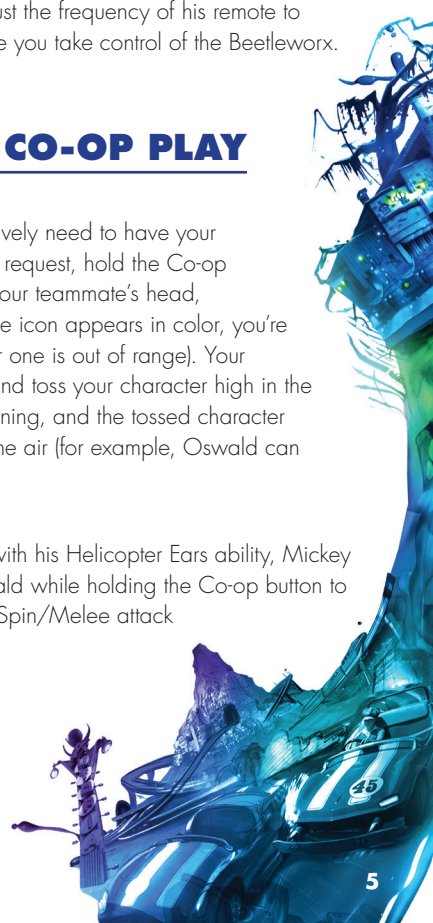 ust the frequency of his remote to
e you take control of the Beetleworx.
CO-OP PLAY
vely need to have your
request, hold the Co-op
our teammate's head,
e icon appears in color, you're
r one is out of range). Your
nd toss your character high in the
ning, and the tossed character
he air (for example, Oswald can
with his Helicopter Ears ability, Mickey
ald while holding the Co-op button to
Spin/Melee attack
45
5